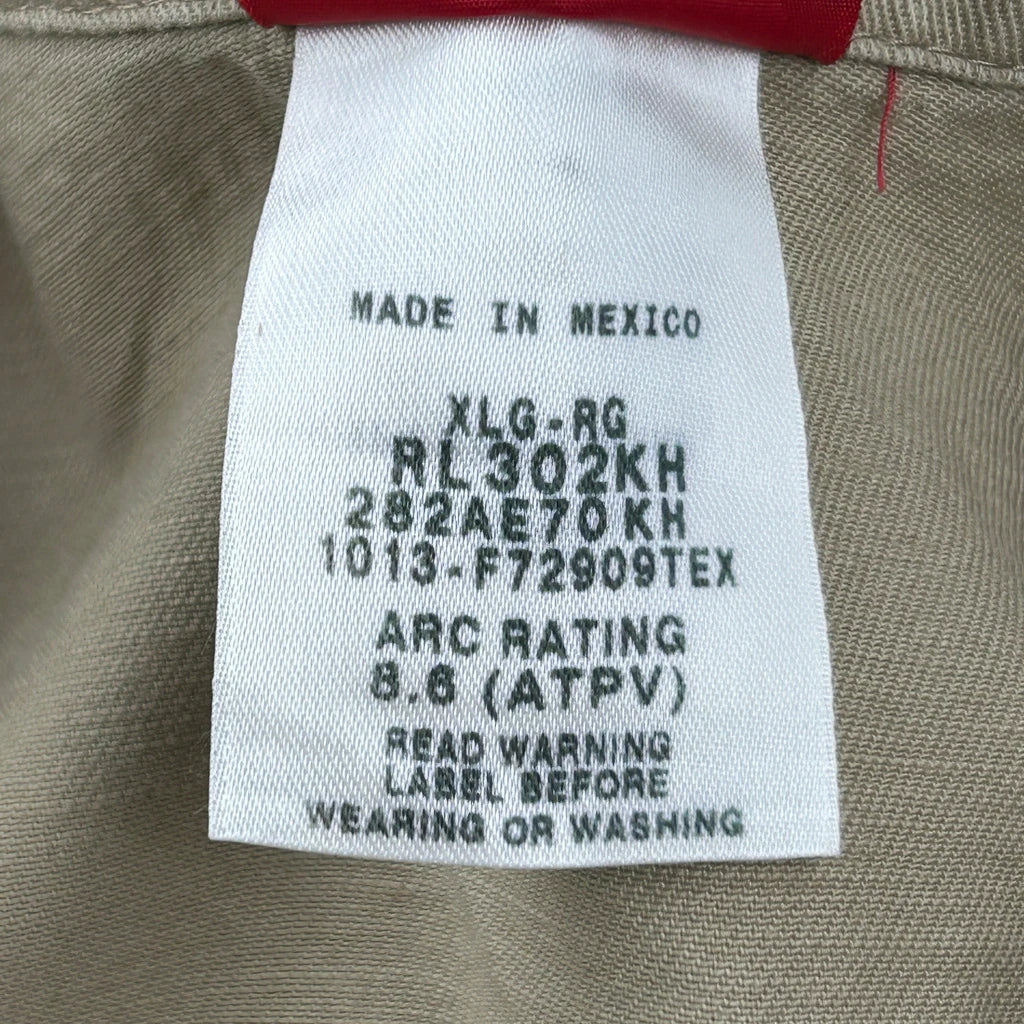 MADE IN MEXICO
XLG-RG
RL302KH
282AE70KH
1013-F72909TEX
ARC RATING
8.6 (ATPV)
READ WARNING
LABEL BEFORE
WEARING OR WASHING